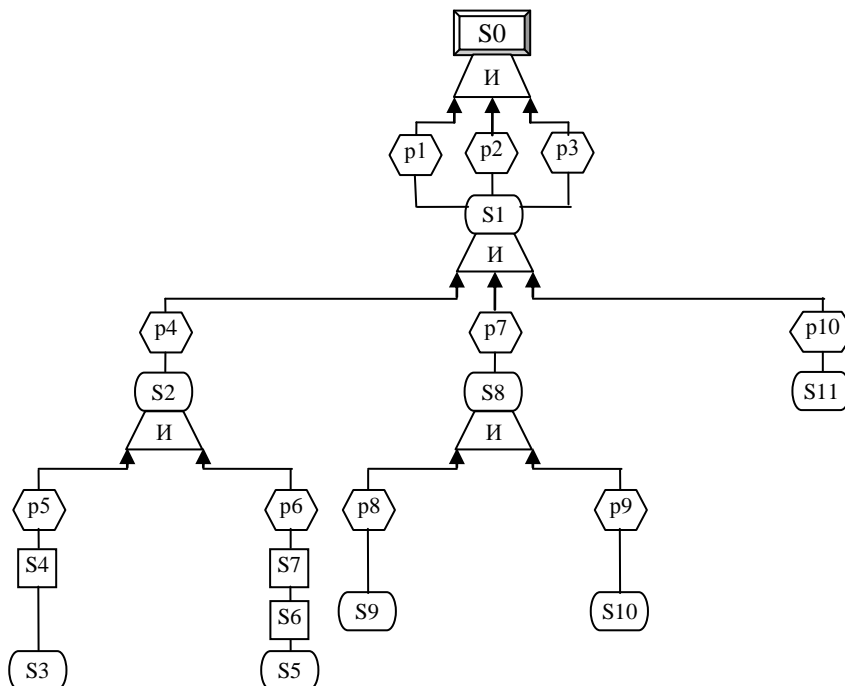 S0
И
p1 p2 p3
S1
И
p4 p7 p10
S2 S8 S11
И И
p5 p6 p8 p9
S4 S7
S6 S9 S10
S3 S5